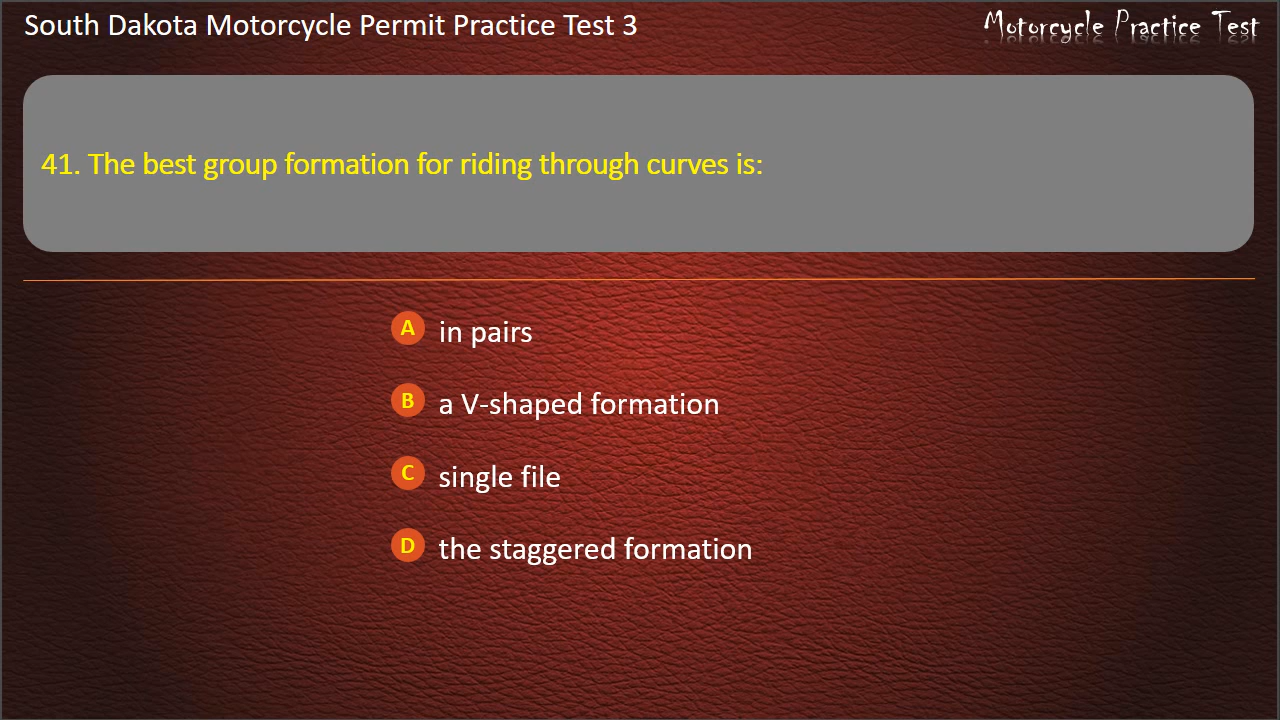 South Dakota Motorcycle Permit Practice Test 3
Motorcycle Practice Test
41. The best group formation for riding through curves is:
A in pairs
B a V-shaped formation
C single file
D the staggered formation